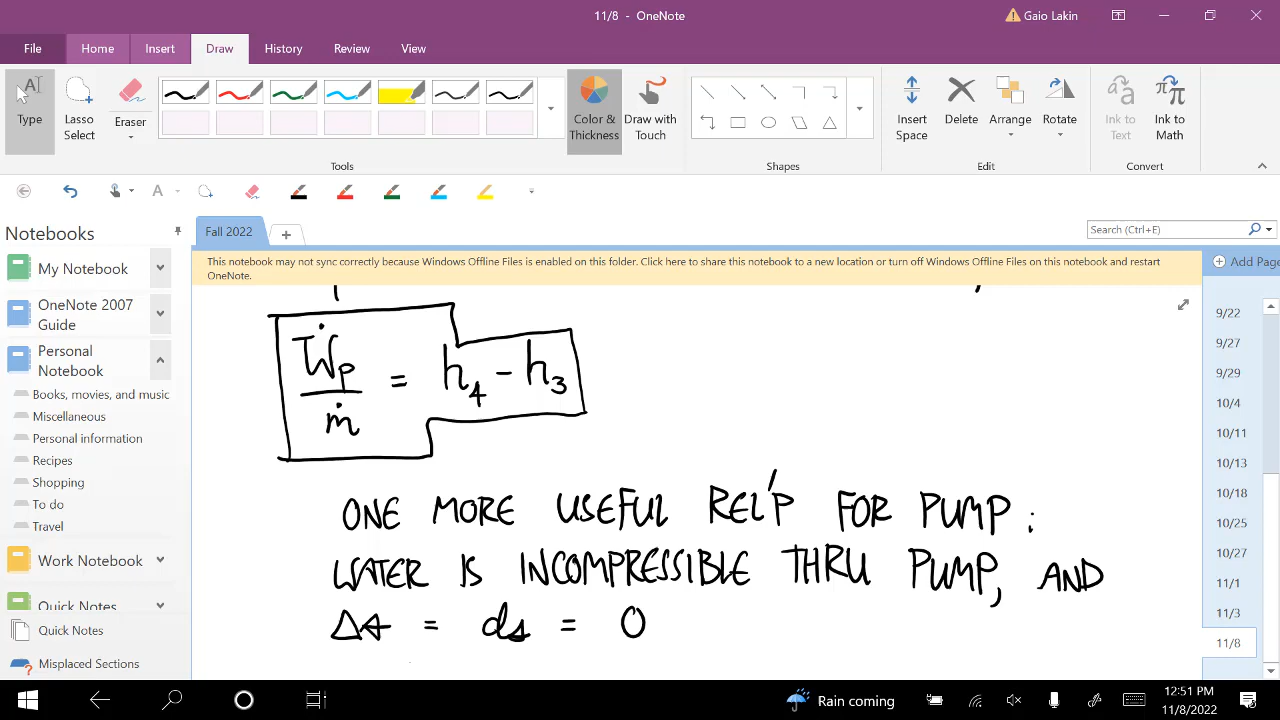 11/8 - OneNote
Gaio Lakin
File Home Insert Draw History Review View
Type
Lasso Select
Eraser
Color & Thickness
Draw with Touch
Insert Space
Delete
Arrange
Rotate
Ink to Text
Ink to Math
Tools
Shapes
Edit
Convert
A
Notebooks
My Notebook
OneNote 2007 Guide
Personal Notebook
Books, movies, and music
Miscellaneous
Personal information
Recipes
Shopping
To do
Travel
Work Notebook
Quick Notes
Quick Notes
Misplaced Sections
Fall 2022
Search (Ctrl+E)
This notebook may not sync correctly because Windows Offline Files is enabled on this folder. Click here to share this notebook to a new location or turn off Windows Offline Files on this notebook and restart
OneNote.
Add Page
Ẇp / ṁ = h4 - h3
ONE MORE USEFUL REL'P FOR PUMP:
WATER IS INCOMPRESSIBLE THRU PUMP, AND
= ds = 0
9/22
9/27
9/29
10/4
10/11
10/13
10/18
10/25
10/27
11/1
11/3
11/8
Rain coming
12:51 PM
11/8/2022